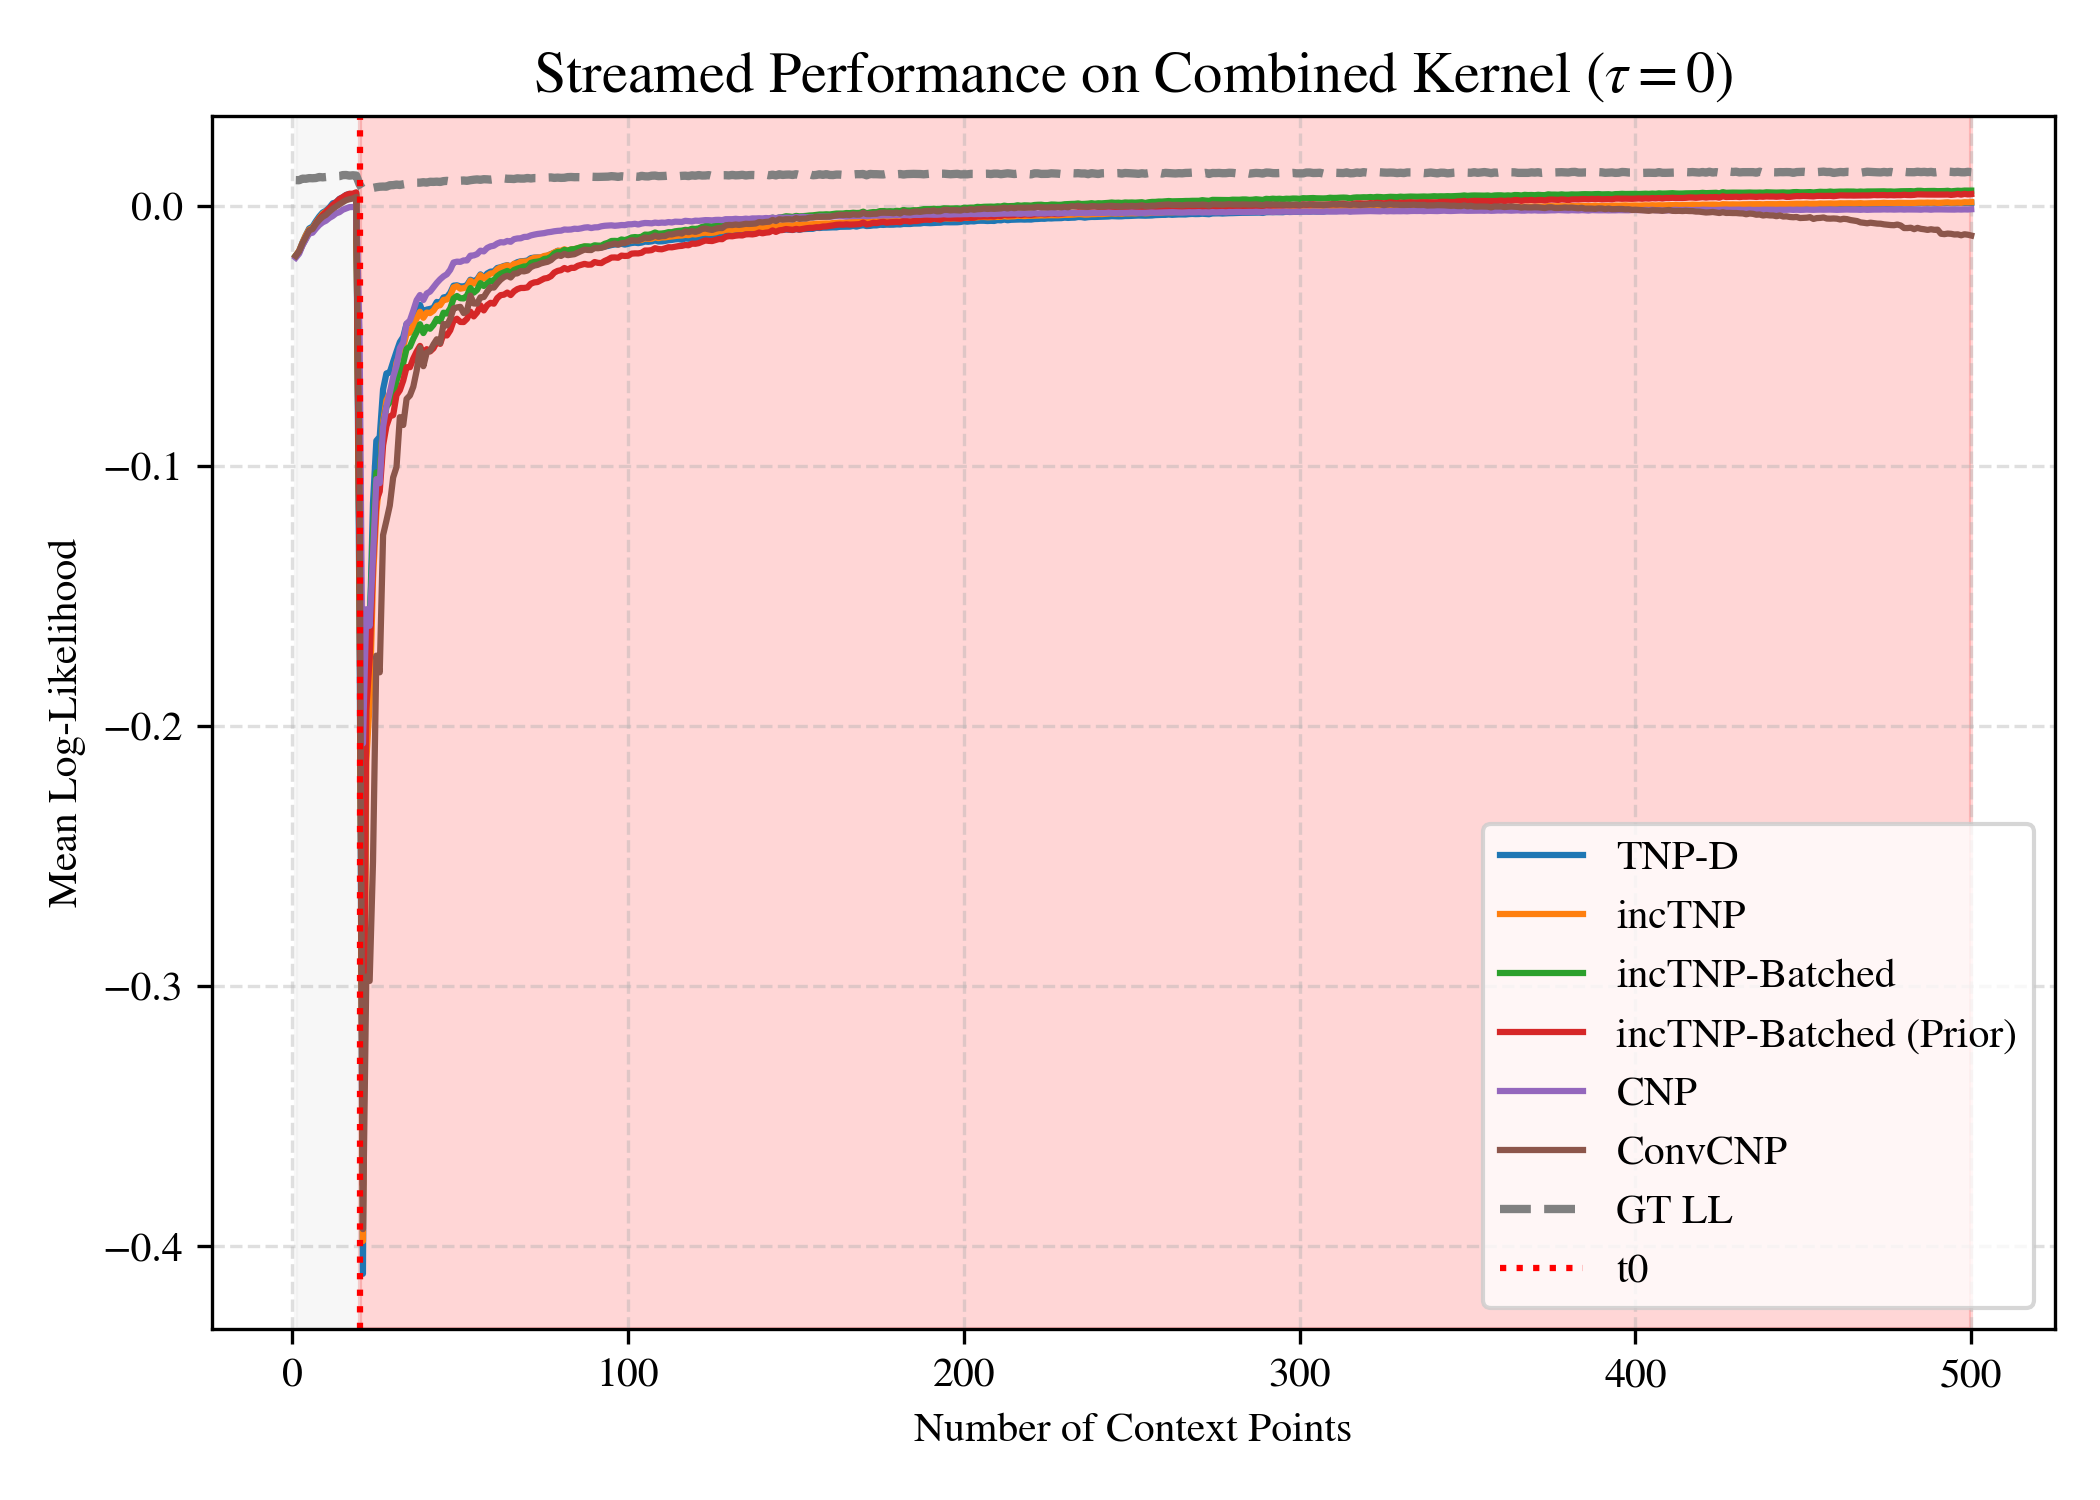 Streamed Performance on Combined Kernel (τ = 0)
Mean Log-Likelihood
0.0
−0.1
−0.2
−0.3
−0.4
TNP-D
incTNP
incTNP-Batched
incTNP-Batched (Prior)
CNP
ConvCNP
GT LL
t0
0 100 200 300 400 500
Number of Context Points